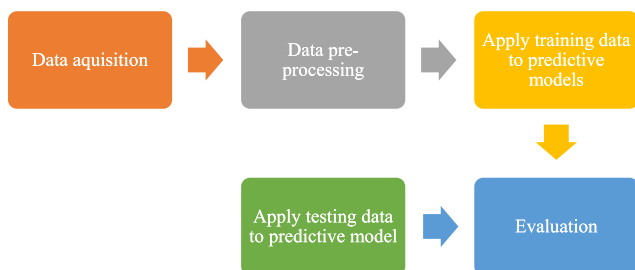 Data aquisition
Data pre-
processing
Apply training data
to predictive
models
Apply testing data
to predictive model
Evaluation